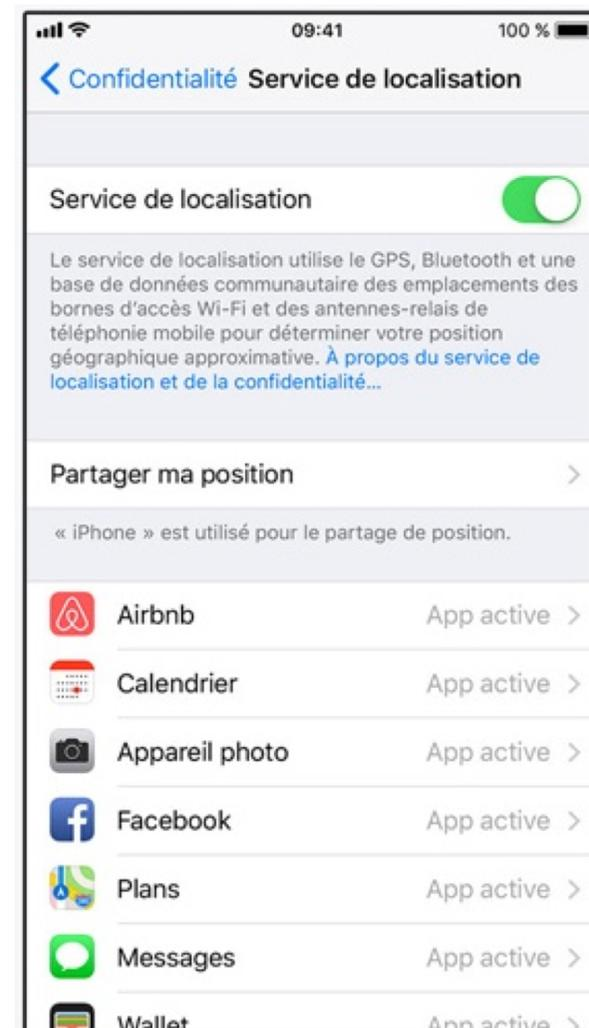 09:41
100 %
Confidentialité Service de localisation
Service de localisation
Le service de localisation utilise le GPS, Bluetooth et une
base de données communautaire des emplacements des
bornes d'accès Wi-Fi et des antennes-relais de
téléphonie mobile pour déterminer votre position
géographique approximative. À propos du service de
localisation et de la confidentialité...
Partager ma position
« iPhone » est utilisé pour le partage de position.
Airbnb App active
Calendrier App active
Appareil photo App active
Facebook App active
Plans App active
Messages App active
Wallet App active